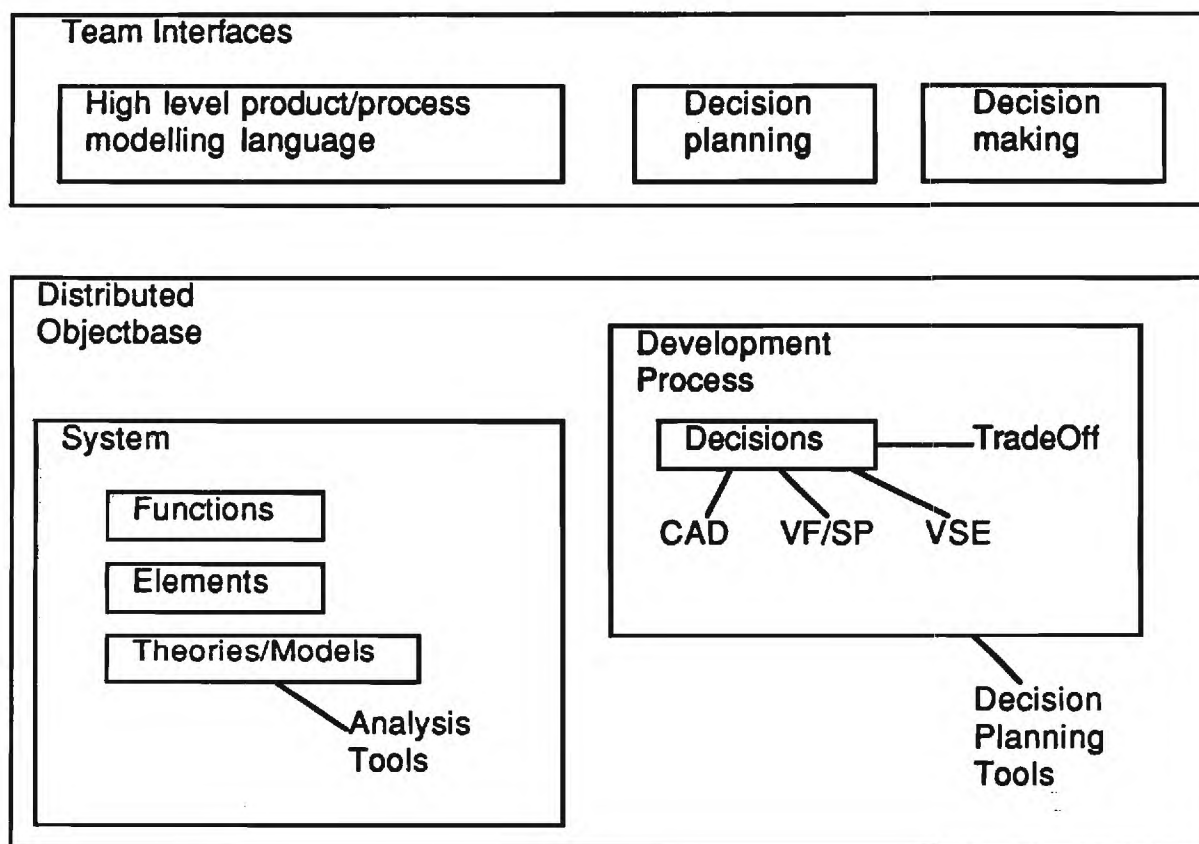 Team Interfaces
High level product/process
modelling language
Decision
planning
Decision
making
Distributed
Objectbase
System
Functions
Elements
Theories/Models
Analysis
Tools
Development
Process
Decisions
TradeOff
CAD
VF/SP
VSE
Decision
Planning
Tools